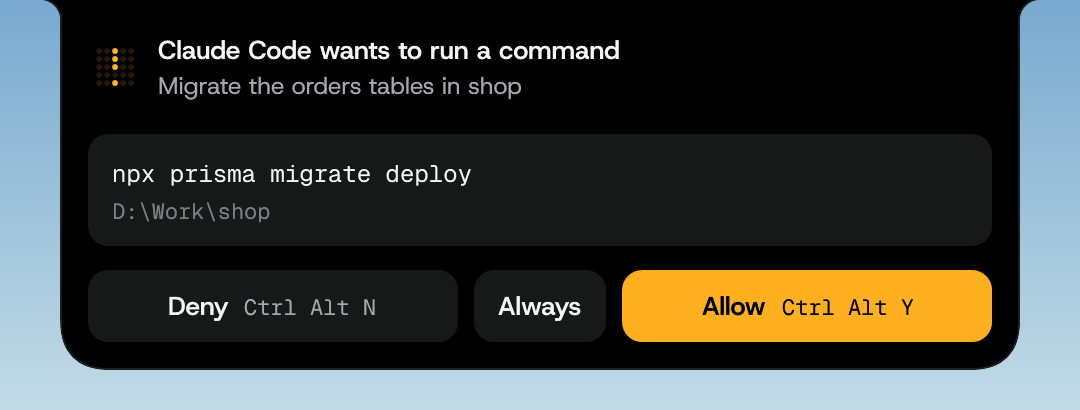 Claude Code wants to run a command
Migrate the orders tables in shop
npx prisma migrate deploy
D:\Work\shop
Deny Ctrl Alt N
Always
Allow Ctrl Alt Y